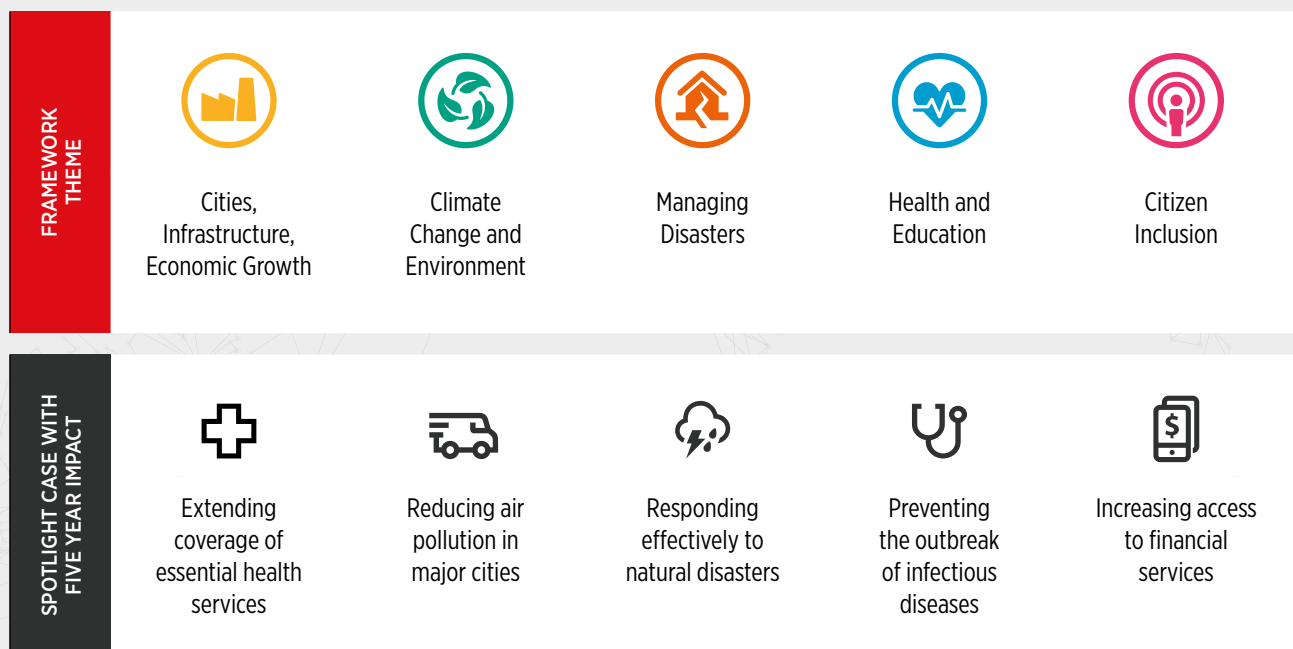 FRAMEWORK
THEME
Cities,
Infrastructure,
Economic Growth
Climate
Change and
Environment
Managing
Disasters
Health and
Education
Citizen
Inclusion
SPOTLIGHT CASE WITH
FIVE YEAR IMPACT
Extending
coverage of
essential health
services
Reducing air
pollution in
major cities
Responding
effectively to
natural disasters
Preventing
the outbreak
of infectious
diseases
$
Increasing access
to financial
services